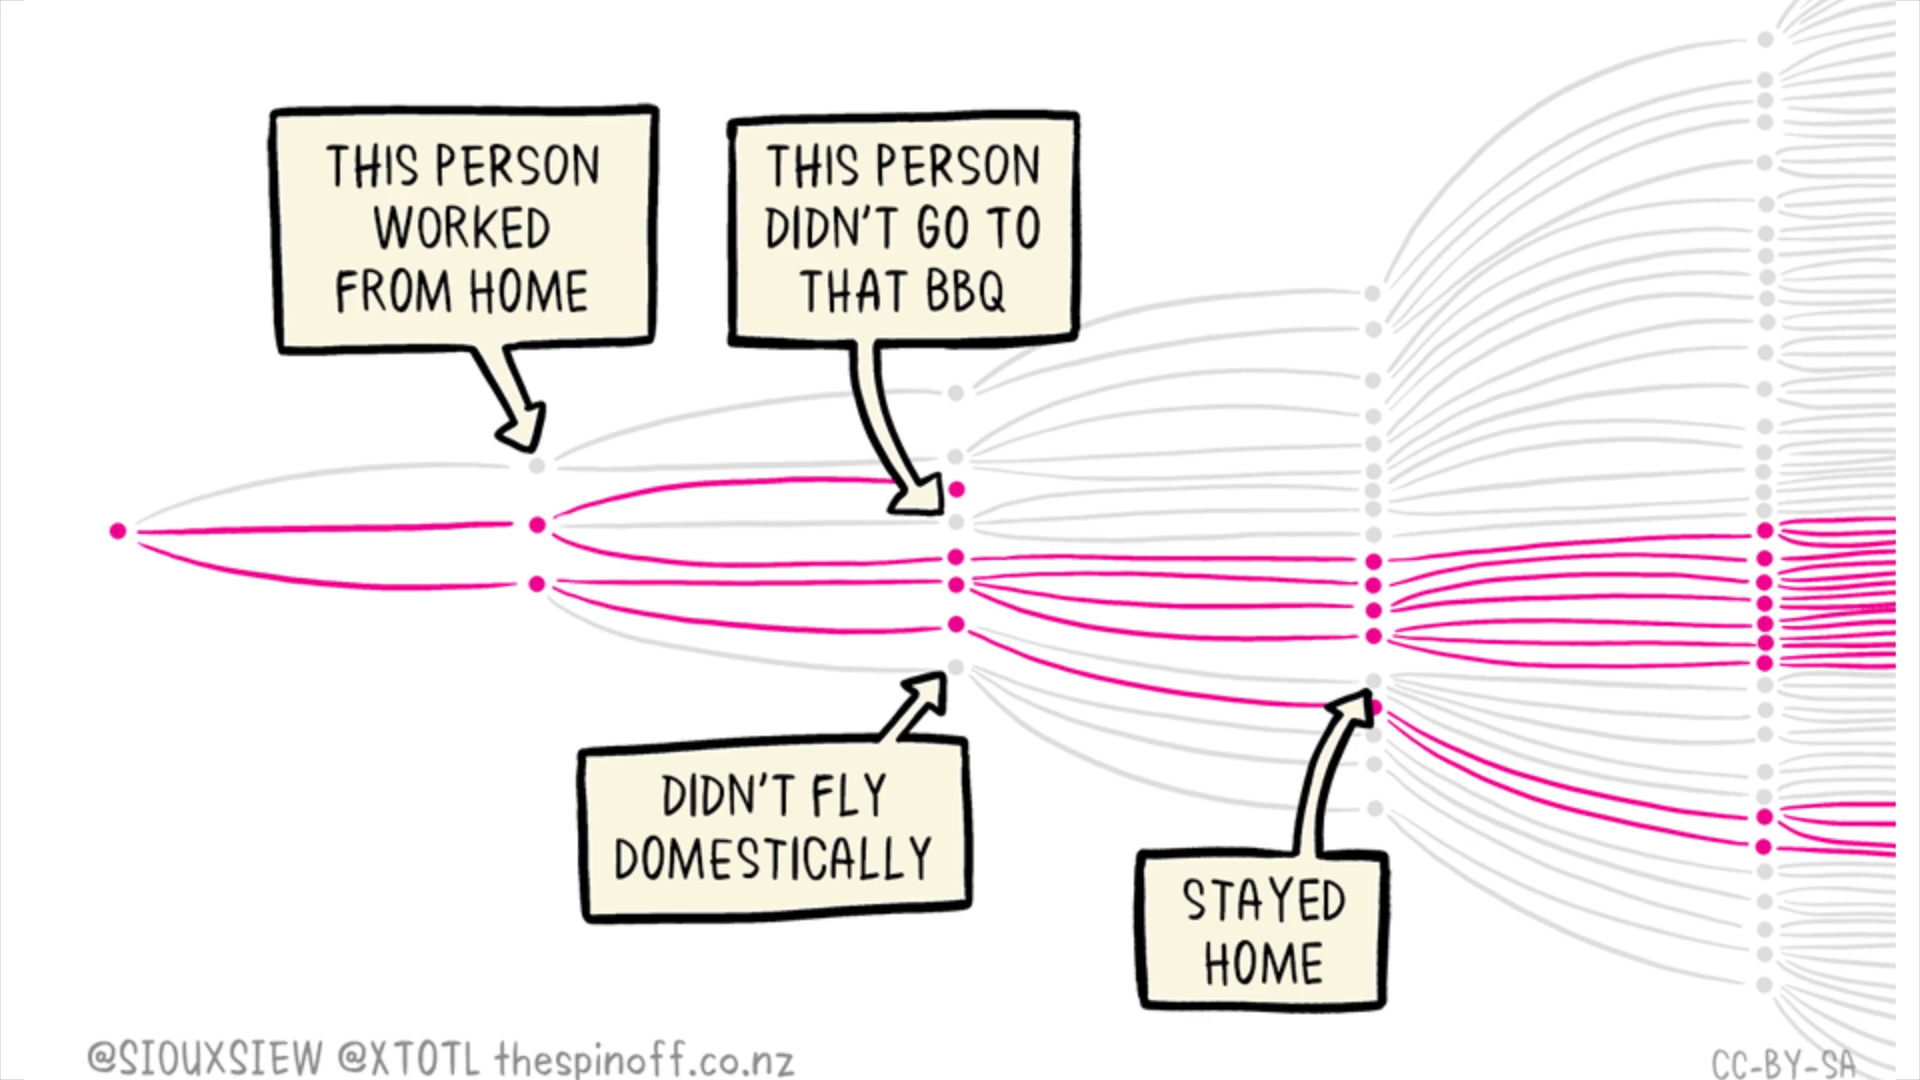 THIS PERSON
WORKED
FROM HOME
THIS PERSON
DIDN'T GO TO
THAT BBQ
DIDN'T FLY
DOMESTICALLY
STAYED
HOME
@SIOUXSIEW @XTOTL thespinoff.co.nz
CC-BY-SA